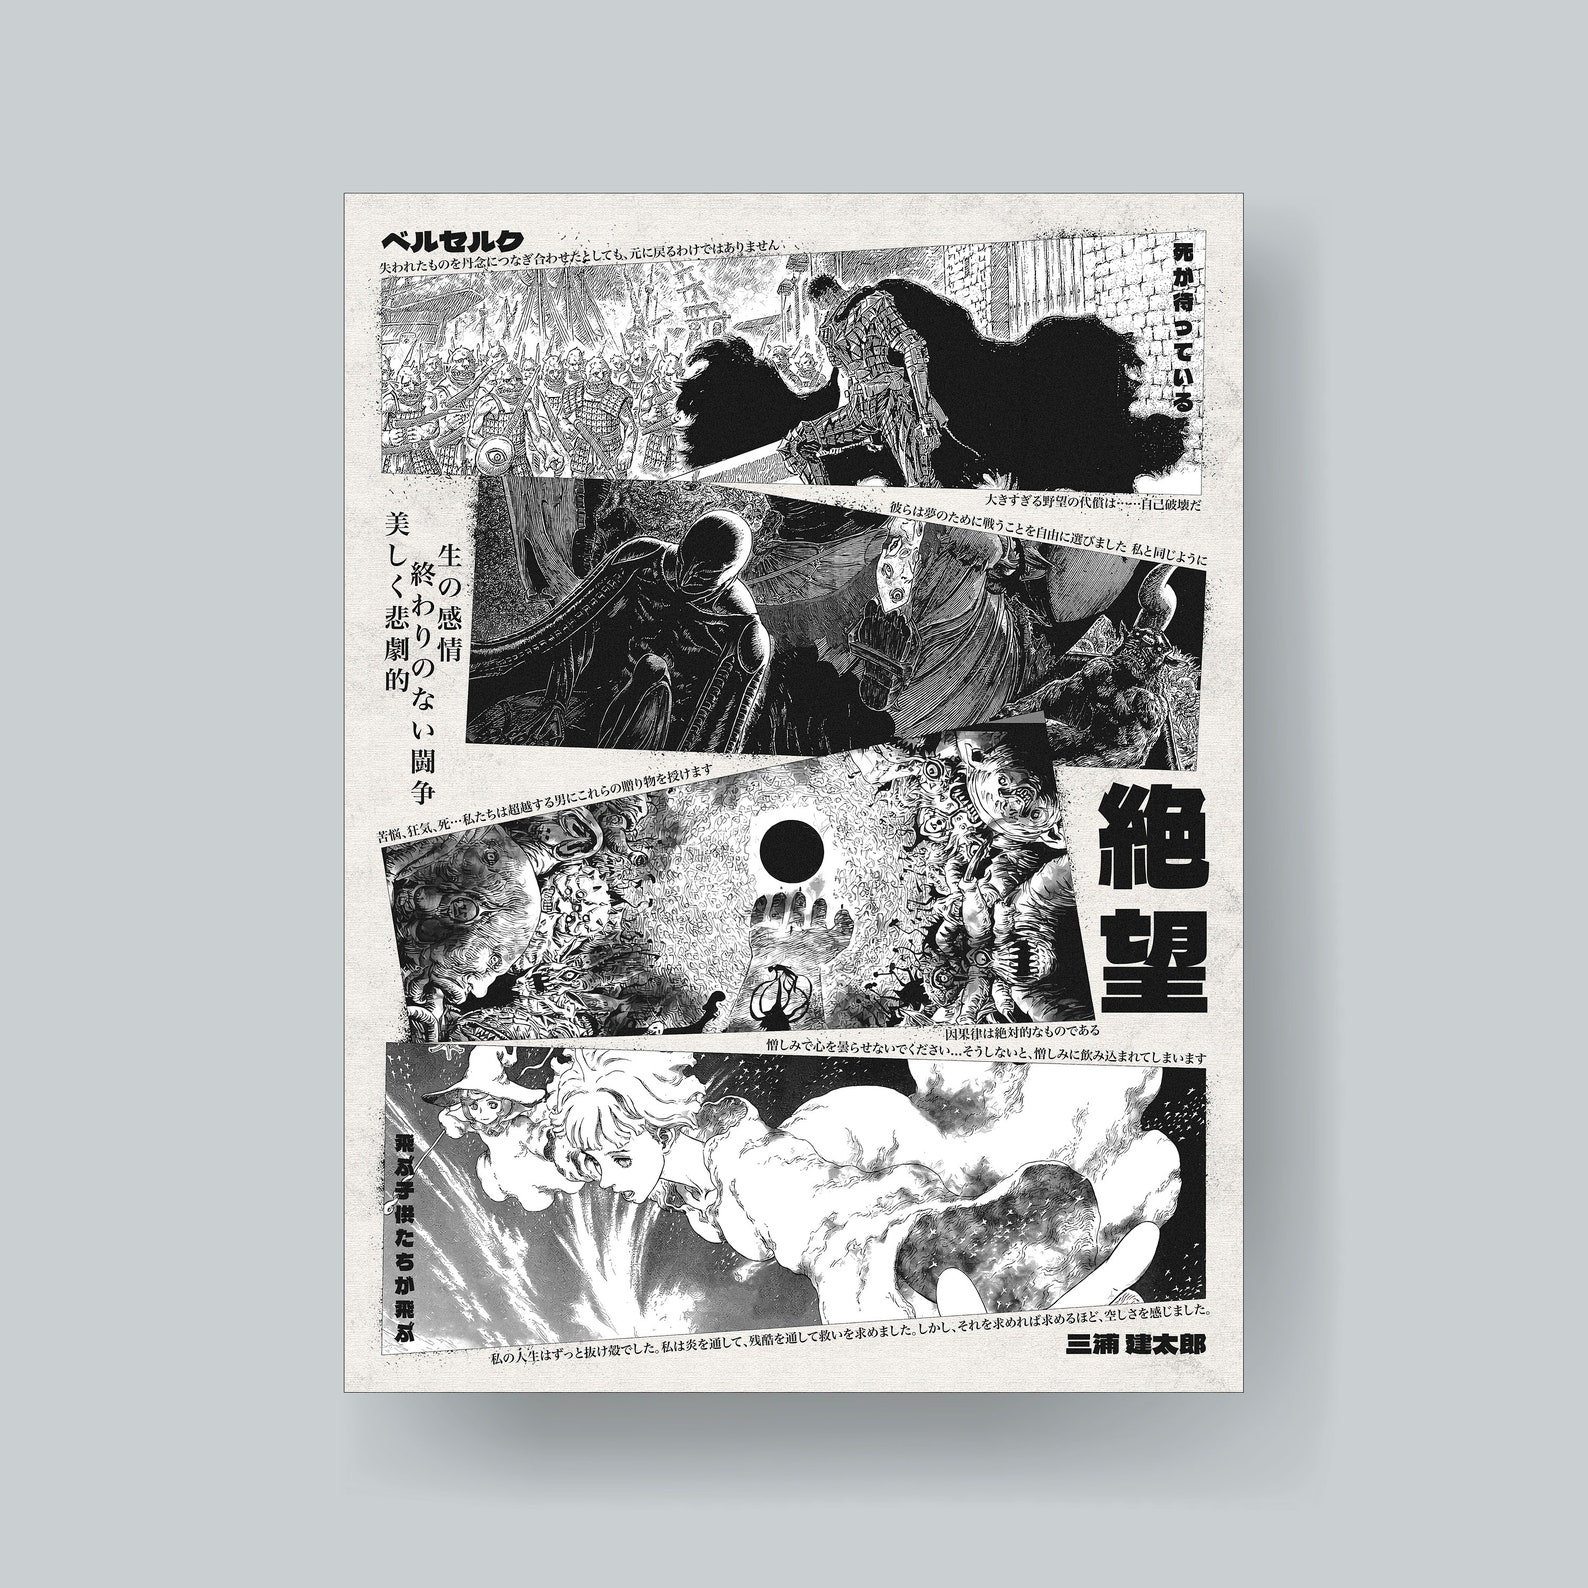 ベルセルク
失われたものを丹念につなぎ合わせたとしても、元に戻るわけではありません
死が待っている
大きすぎる野望の代償は……自己破壊だ
彼らは夢のために戦うことを自由に選びました 私と同じように
生の感情
終わりのない闘争
美しく悲劇的
苦悩、狂気、死…私たちは超越する男にこれらの贈り物を授けます
絶望
因果律は絶対的なものである
憎しみで心を曇らせないでください…そうしないと、憎しみに飲み込まれてしまいます
飛ぶ子供たちが飛ぶ
私の人生はずっと抜け殻でした。私は炎を通して、残酷を通して救いを求めました。しかし、それを求めれば求めるほど、空しさを感じました。
三浦 建太郎